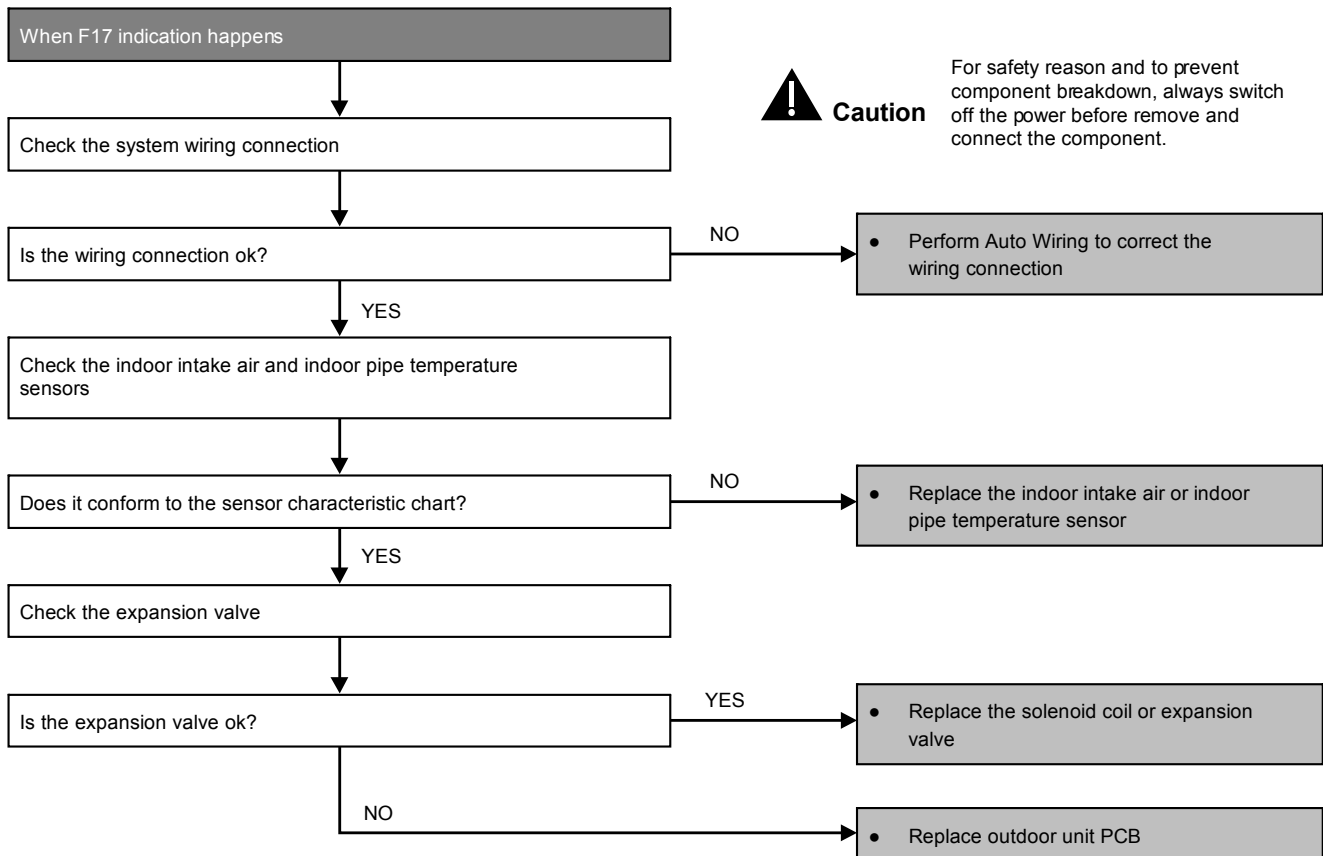 When F17 indication happens
For safety reason and to prevent
component breakdown, always switch
off the power before remove and
connect the component.
Caution
Check the system wiring connection
Is the wiring connection ok?
NO
● Perform Auto Wiring to correct the
wiring connection
YES
Check the indoor intake air and indoor pipe temperature
sensors
Does it conform to the sensor characteristic chart?
NO
● Replace the indoor intake air or indoor
pipe temperature sensor
YES
Check the expansion valve
Is the expansion valve ok?
YES
● Replace the solenoid coil or expansion
valve
NO
● Replace outdoor unit PCB